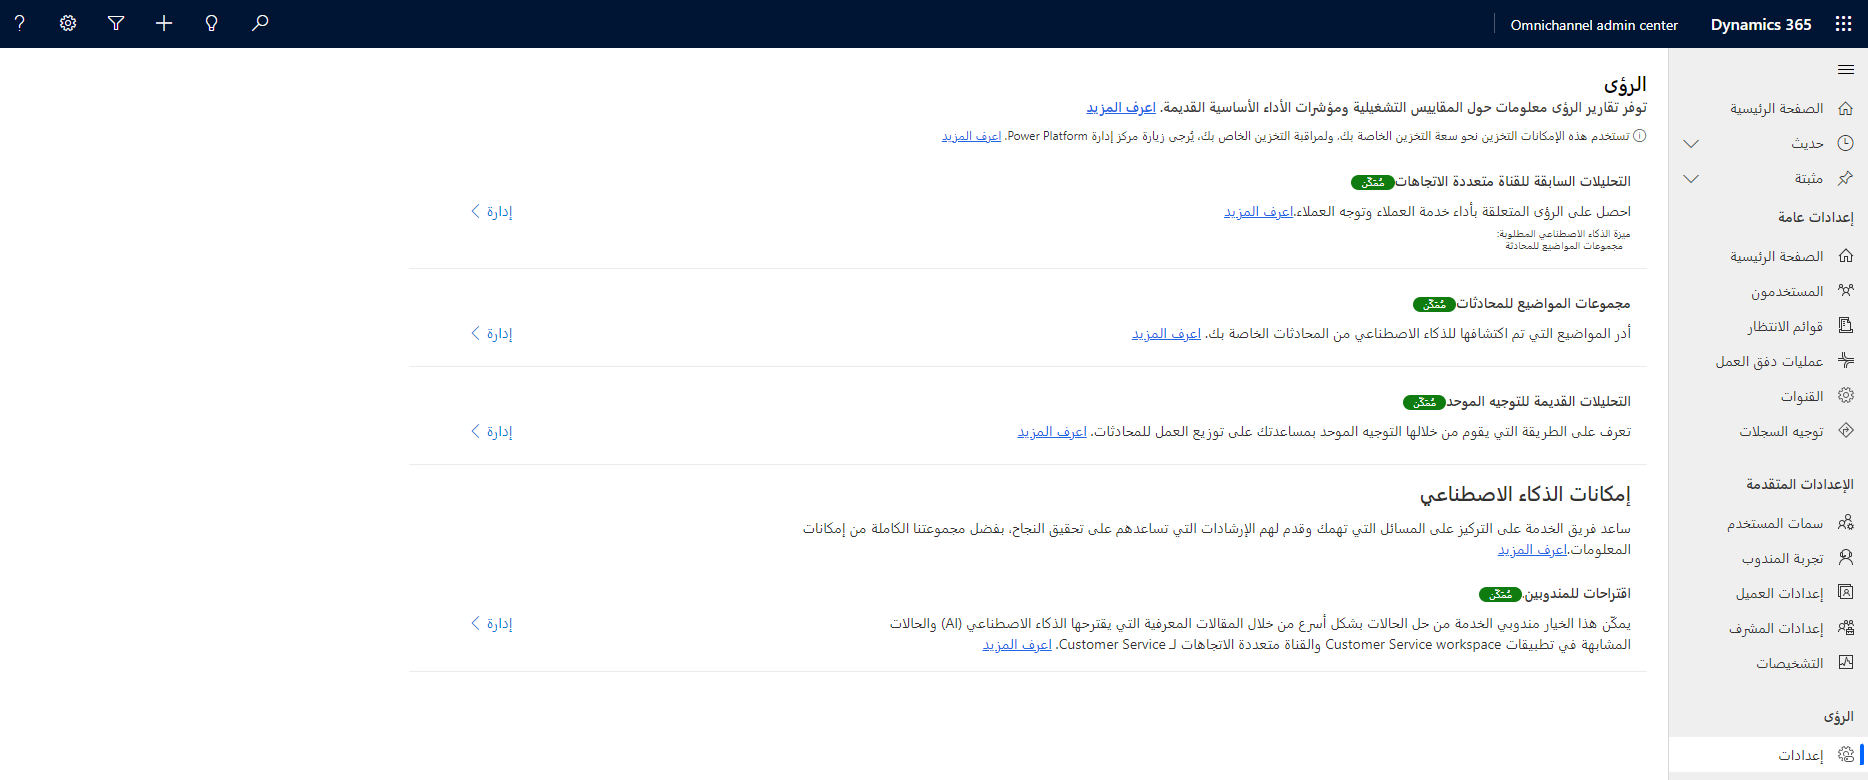 Dynamics 365
Omnichannel admin center
الصفحة الرئيسية
حديث
مثبتة
إعدادات عامة
الصفحة الرئيسية
المستخدمون
قوائم الانتظار
عمليات دفق العمل
القنوات
توجيه السجلات
الإعدادات المتقدمة
سمات المستخدم
تجربة المندوب
إعدادات العميل
إعدادات المشرف
التشخيصات
الرؤى
إعدادات
الرؤى
توفر تقارير الرؤى معلومات حول المقاييس التشغيلية ومؤشرات الأداء الأساسية القديمة. اعرف المزيد
تستخدم هذه الإمكانات التخزين نحو سعة التخزين الخاصة بك. ولمراقبة التخزين الخاص بك، يُرجى زيارة مركز إدارة Power Platform. اعرف المزيد
التحليلات السابقة للقناة متعددة الاتجاهات مُمَكّن
احصل على الرؤى المتعلقة بأداء خدمة العملاء وتوجه العملاء.اعرف المزيد
إدارة
ميزة الذكاء الاصطناعي المطلوبة:
مجموعات المواضيع للمحادثة
مجموعات المواضيع للمحادثات مُمَكّن
أدر المواضيع التي تم اكتشافها للذكاء الاصطناعي من المحادثات الخاصة بك. اعرف المزيد
إدارة
التحليلات القديمة للتوجيه الموحد مُمَكّن
تعرف على الطريقة التي يقوم من خلالها التوجيه الموحد بمساعدتك على توزيع العمل للمحادثات. اعرف المزيد
إدارة
إمكانات الذكاء الاصطناعي
ساعد فريق الخدمة على التركيز على المسائل التي تهمك وقدم لهم الإرشادات التي تساعدهم على تحقيق النجاح، بفضل مجموعتنا الكاملة من إمكانات
المعلومات.اعرف المزيد
اقتراحات للمندوبين. مُمَكّن
يمكّن هذا الخيار مندوبي الخدمة من حل الحالات بشكل أسرع من خلال المقالات المعرفية التي يقترحها الذكاء الاصطناعي (AI) والحالات
إدارة
المشابهة في تطبيقات Customer Service workspace والقناة متعددة الاتجاهات لـ Customer Service. اعرف المزيد